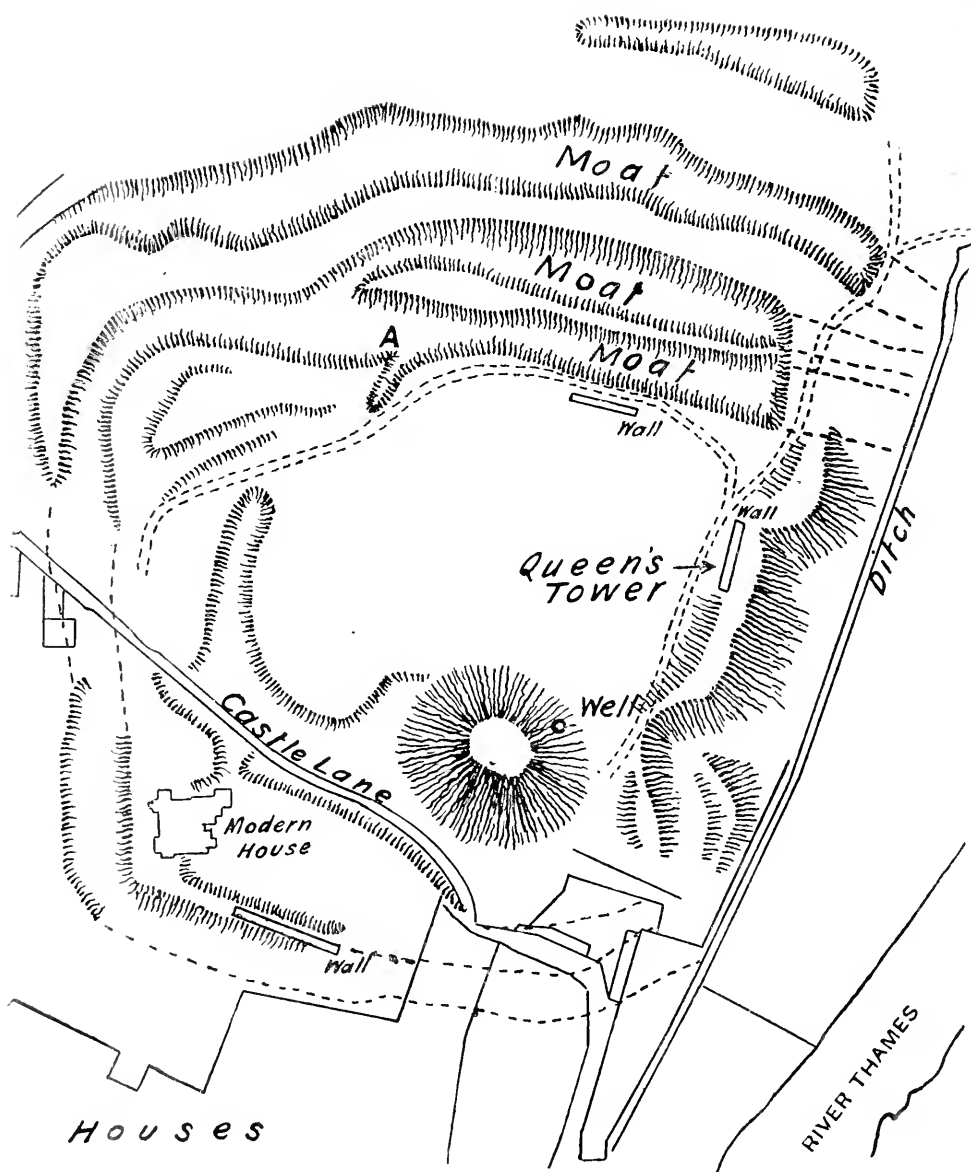 Moat
Moat
A
Moat
Wall
Wall
Queen's
Tower
Ditch
Well
Castle Lane
Modern
House
Wall
RIVER THAMES
Houses